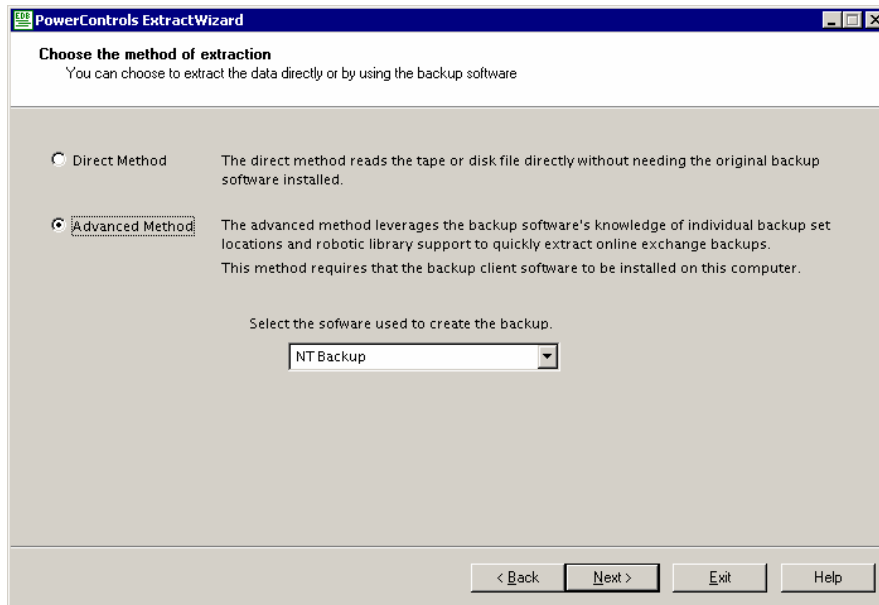 EDB PowerControls ExtractWizard
Choose the method of extraction
You can choose to extract the data directly or by using the backup software
Direct Method
The direct method reads the tape or disk file directly without needing the original backup
software installed.
Advanced Method
The advanced method leverages the backup software's knowledge of individual backup set
locations and robotic library support to quickly extract online exchange backups.
This method requires that the backup client software to be installed on this computer.
Select the sofware used to create the backup.
NT Backup
< Back Next > Exit Help